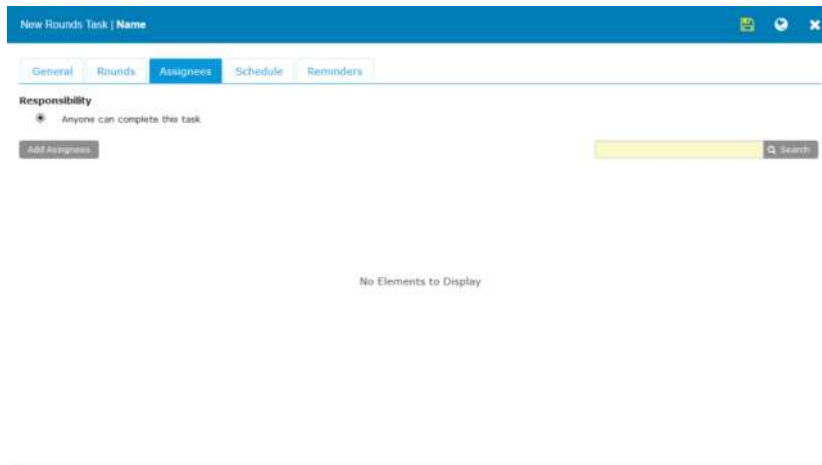 New Rounds Task | Name
General Rounds Assignees Schedule Reminders
Responsibility
Anyone can complete this task
Add Assignees Search
No Elements to Display